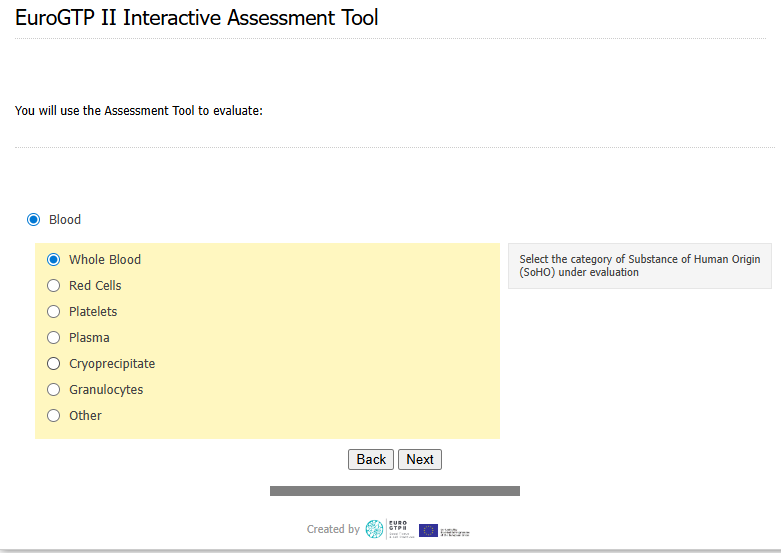 EuroGTP II Interactive Assessment Tool
You will use the Assessment Tool to evaluate:
Blood
Whole Blood
Select the category of Substance of Human Origin
(SoHO) under evaluation
Red Cells
Platelets
Plasma
Cryoprecipitate
Granulocytes
Other
Back Next
Created by
EURO
GTP II